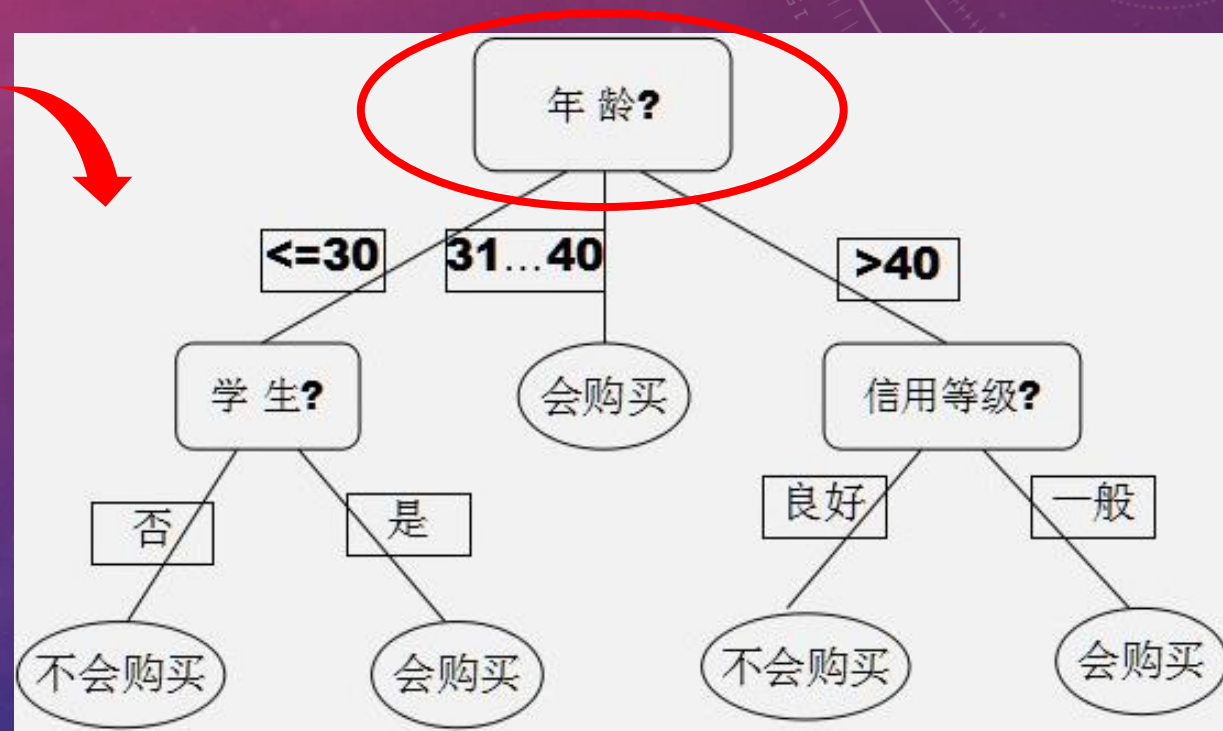 年 龄?
<=30
31...40
>40
学 生?
会购买
信用等级?
否
是
良好
一般
不会购买
会购买
不会购买
会购买